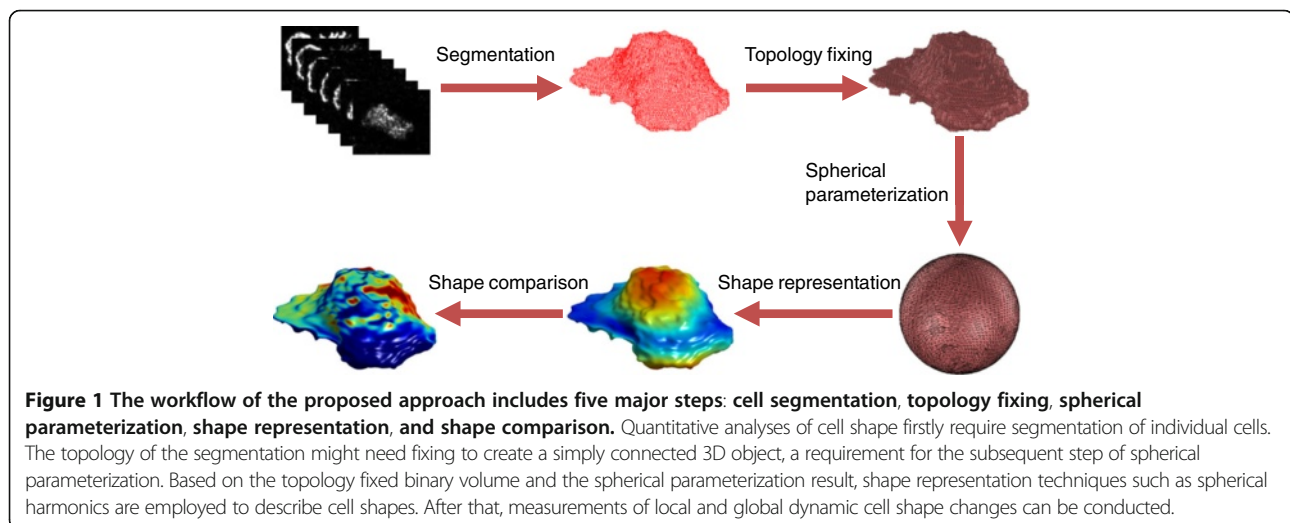 Segmentation
Topology fixing
Spherical
parameterization
Shape comparison
Shape representation
Figure 1 The workflow of the proposed approach includes five major steps: cell segmentation, topology fixing, spherical
parameterization, shape representation, and shape comparison. Quantitative analyses of cell shape firstly require segmentation of individual cells.
The topology of the segmentation might need fixing to create a simply connected 3D object, a requirement for the subsequent step of spherical
parameterization. Based on the topology fixed binary volume and the spherical parameterization result, shape representation techniques such as spherical
harmonics are employed to describe cell shapes. After that, measurements of local and global dynamic cell shape changes can be conducted.